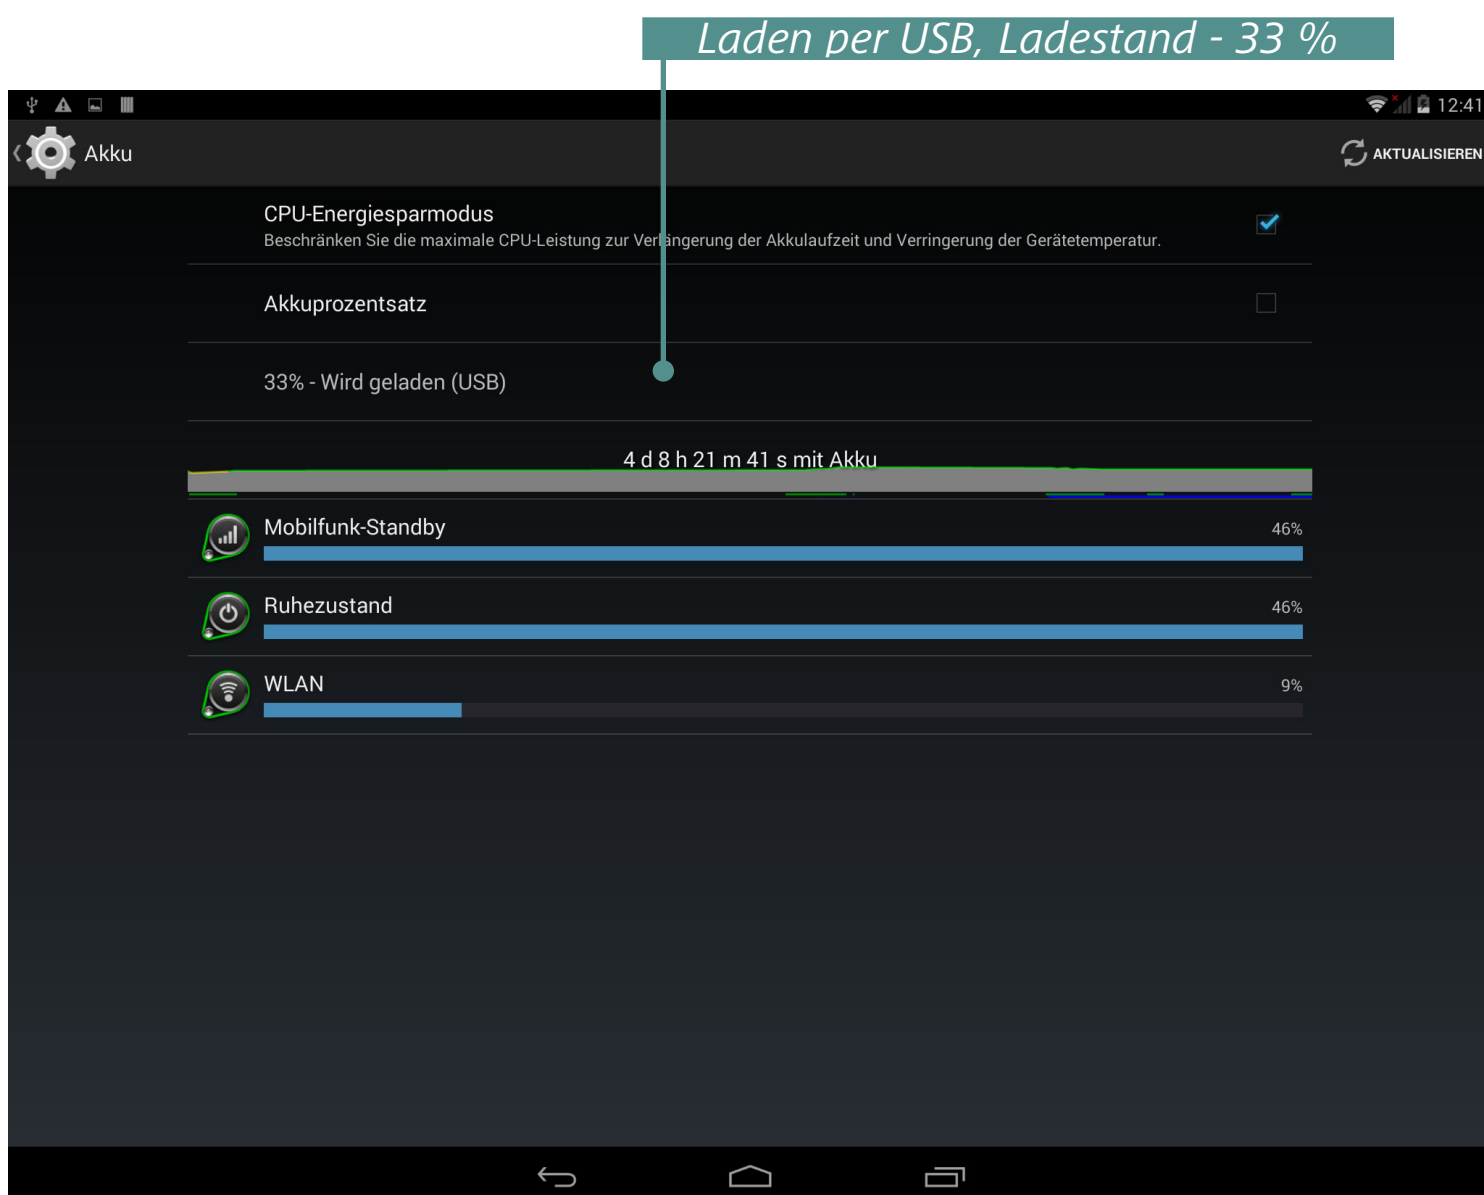 Laden per USB, Ladestand - 33 %
12:41
Akku
AKTUALISIEREN
CPU-Energiesparmodus
Beschränken Sie die maximale CPU-Leistung zur Verlängerung der Akkulaufzeit und Verringerung der Gerätetemperatur.
Akkuprozentsatz
33% - Wird geladen (USB)
4 d 8 h 21 m 41 s mit Akku
Mobilfunk-Standby
46%
Ruhezustand
46%
WLAN
9%